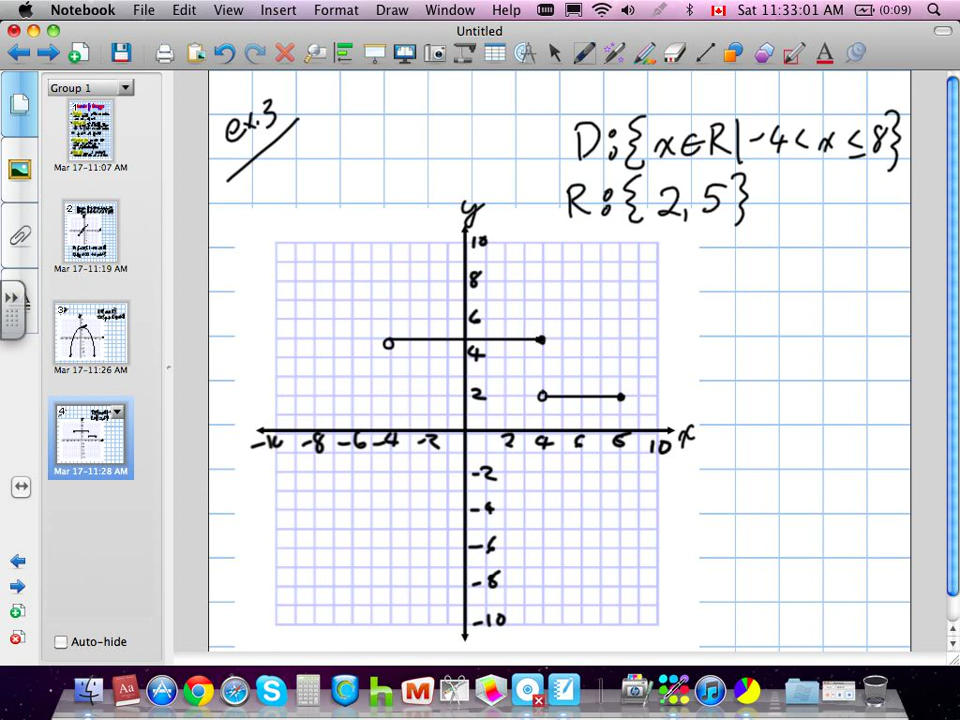 Notebook File Edit View Insert Format Draw Window Help Sat 11:33:01 AM (0:09)
Untitled
Group 1
Mar 17-11:07 AM
2
Mar 17-11:19 AM
3
Mar 17-11:26 AM
4
Mar 17-11:28 AM
Auto-hide
ex.3
D:{x∈R|-4<x≤8}
R:{2,5}
y
10
8
6
4
2
-10 -8 -6 -4 -2 2 4 6 8 10 x
-2
-4
-6
-8
-10